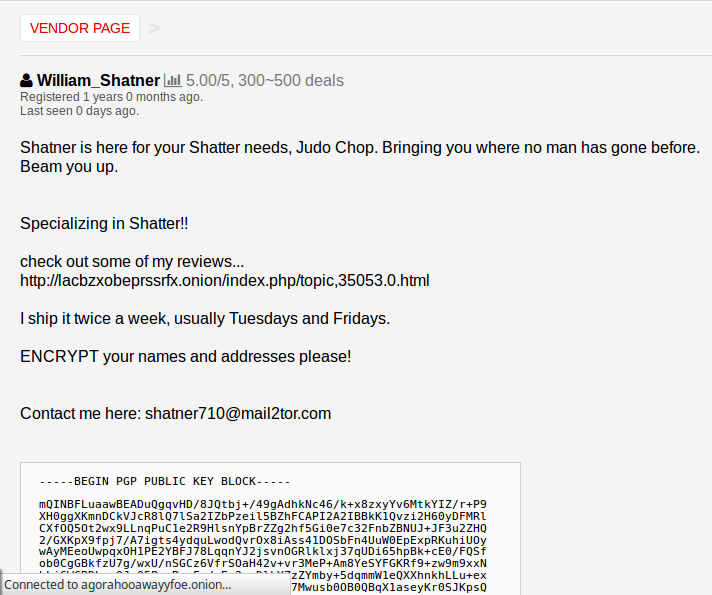 VENDOR PAGE >
William_Shatner 5.00/5, 300~500 deals
Registered 1 years 0 months ago.
Last seen 0 days ago.
Shatner is here for your Shatter needs, Judo Chop. Bringing you where no man has gone before.
Beam you up.
Specializing in Shatter!!
check out some of my reviews...
http://lacbzxobeprssrfx.onion/index.php/topic,35053.0.html
I ship it twice a week, usually Tuesdays and Fridays.
ENCRYPT your names and addresses please!
Contact me here: shatner710@mail2tor.com
-----BEGIN PGP PUBLIC KEY BLOCK-----
mQINBFLuaawBEADuQgqvHD/8JQtbj+/49gAdhkNc46/k+x8zxyYv6MtkYIZ/r+P9
XH0ggXKmnDCkVJcR8lQ7lSa2IZbPzeil5BZhFCAPI2A2IBBkK1Qvzi2H60yDFMRl
CXfOQ5Ot2wx9LLnqPuC1e2R9HlsnYpBrZZg2hf5Gi0e7c32FnbZBNUJ+JF3u2ZHQ
2/GXKpX9fpj7/A7igts4ydquLwodQvrOx8iAss41DOSbFn4UuW0EpExpRKuhiUOy
wAyMEeoUwpqxOH1PE2YBFJ78LqqnYJ2jsvnOGRlklxj37qUDi65hpBk+cE0/FQSf
ob0CgGBkfzU7g/wxU/nSGCz6VfrSOaH42v+vr3MeP+Am8YeSYFGKRf9+zw9m9xxN
7ZzZYmby+5dqmmW1eQXXhnkhLLu+ex
7Mwusb0OB0QBqX1aseyKr0SJKpsQ
Connected to agorahooawayyfoe.onion...